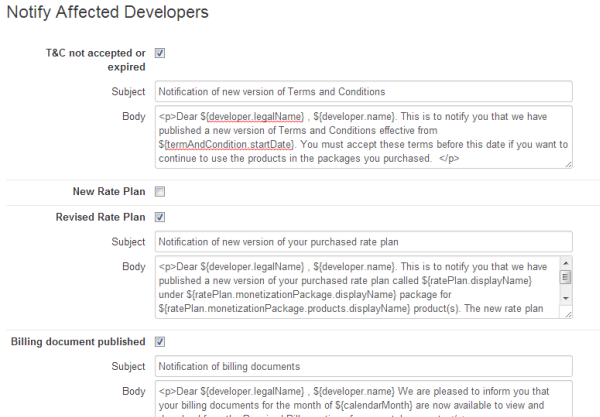 Notify Affected Developers
T&C not accepted or
expired
Subject Notification of new version of Terms and Conditions
Body <p>Dear ${developer.legalName} , ${developer.name}. This is to notify you that we have
published a new version of Terms and Conditions effective from
${termAndCondition.startDate}. You must accept these terms before this date if you want to
continue to use the products in the packages you purchased. </p>
New Rate Plan
Revised Rate Plan
Subject Notification of new version of your purchased rate plan
Body <p>Dear ${developer.legalName} , ${developer.name}. This is to notify you that we have
published a new version of your purchased rate plan called ${ratePlan.displayName}
under ${ratePlan.monetizationPackage.displayName} package for
${ratePlan.monetizationPackage.products.displayName} product(s). The new rate plan
Billing document published
Subject Notification of billing documents
Body <p>Dear ${developer.legalName} , ${developer.name} We are pleased to inform you that
your billing documents for the month of ${calendarMonth} are now available to view and